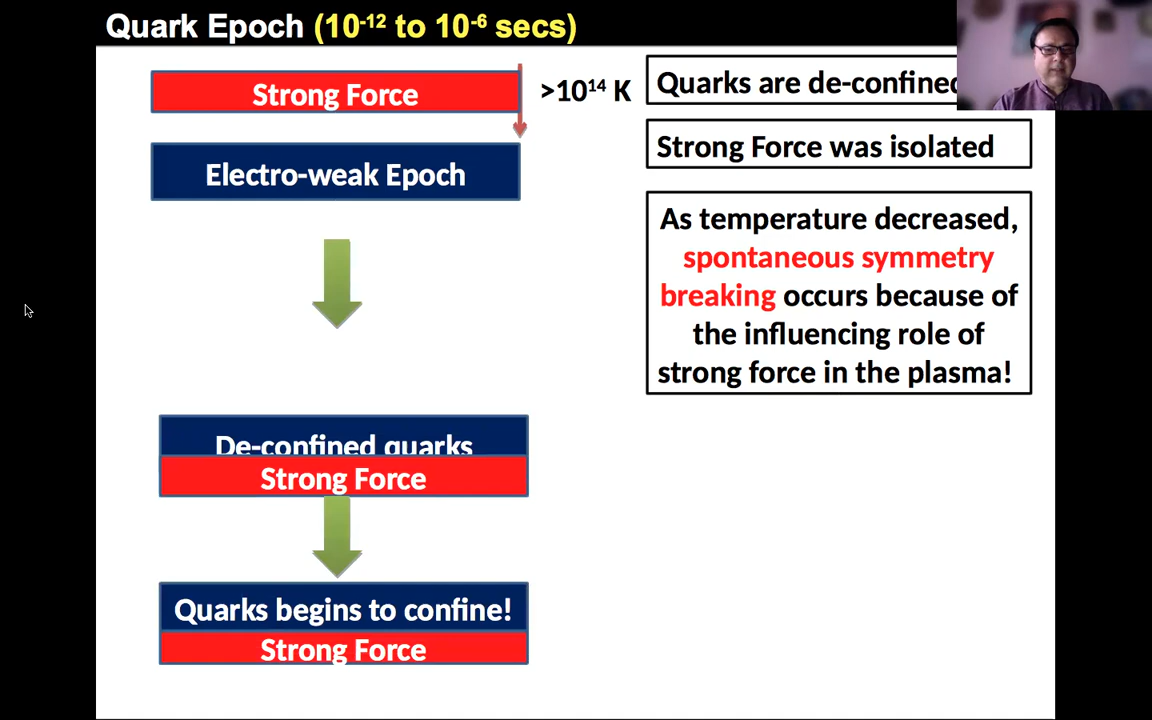 Quark Epoch (10⁻¹² to 10⁻⁶ secs)
Strong Force
>10¹⁴ K
Electro-weak Epoch
De-confined quarks
Strong Force
Quarks begins to confine!
Strong Force
Quarks are de-confined
Strong Force was isolated
As temperature decreased,
spontaneous symmetry
breaking occurs because of
the influencing role of
strong force in the plasma!